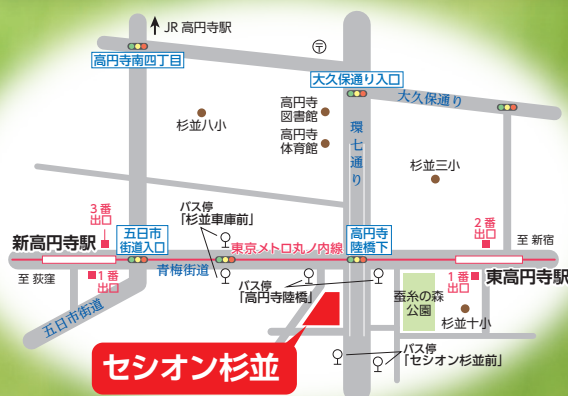 JR 高円寺駅
〒
高円寺南四丁目
大久保通り入口
大久保通り
高円寺
図書館
高円寺
体育館
杉並八小
環七通り
杉並三小
3番
出口
バス停
「杉並車庫前」
五日市
街道入口
高円寺
陸橋下
2番
出口
新高円寺駅
東京メトロ丸ノ内線
至 新宿
至 荻窪
1番
出口
青梅街道
バス停
「高円寺陸橋」
蚕糸の森
公園
1番
出口
東高円寺駅
五日市街道
杉並十小
バス停
「セシオン杉並前」
セシオン杉並